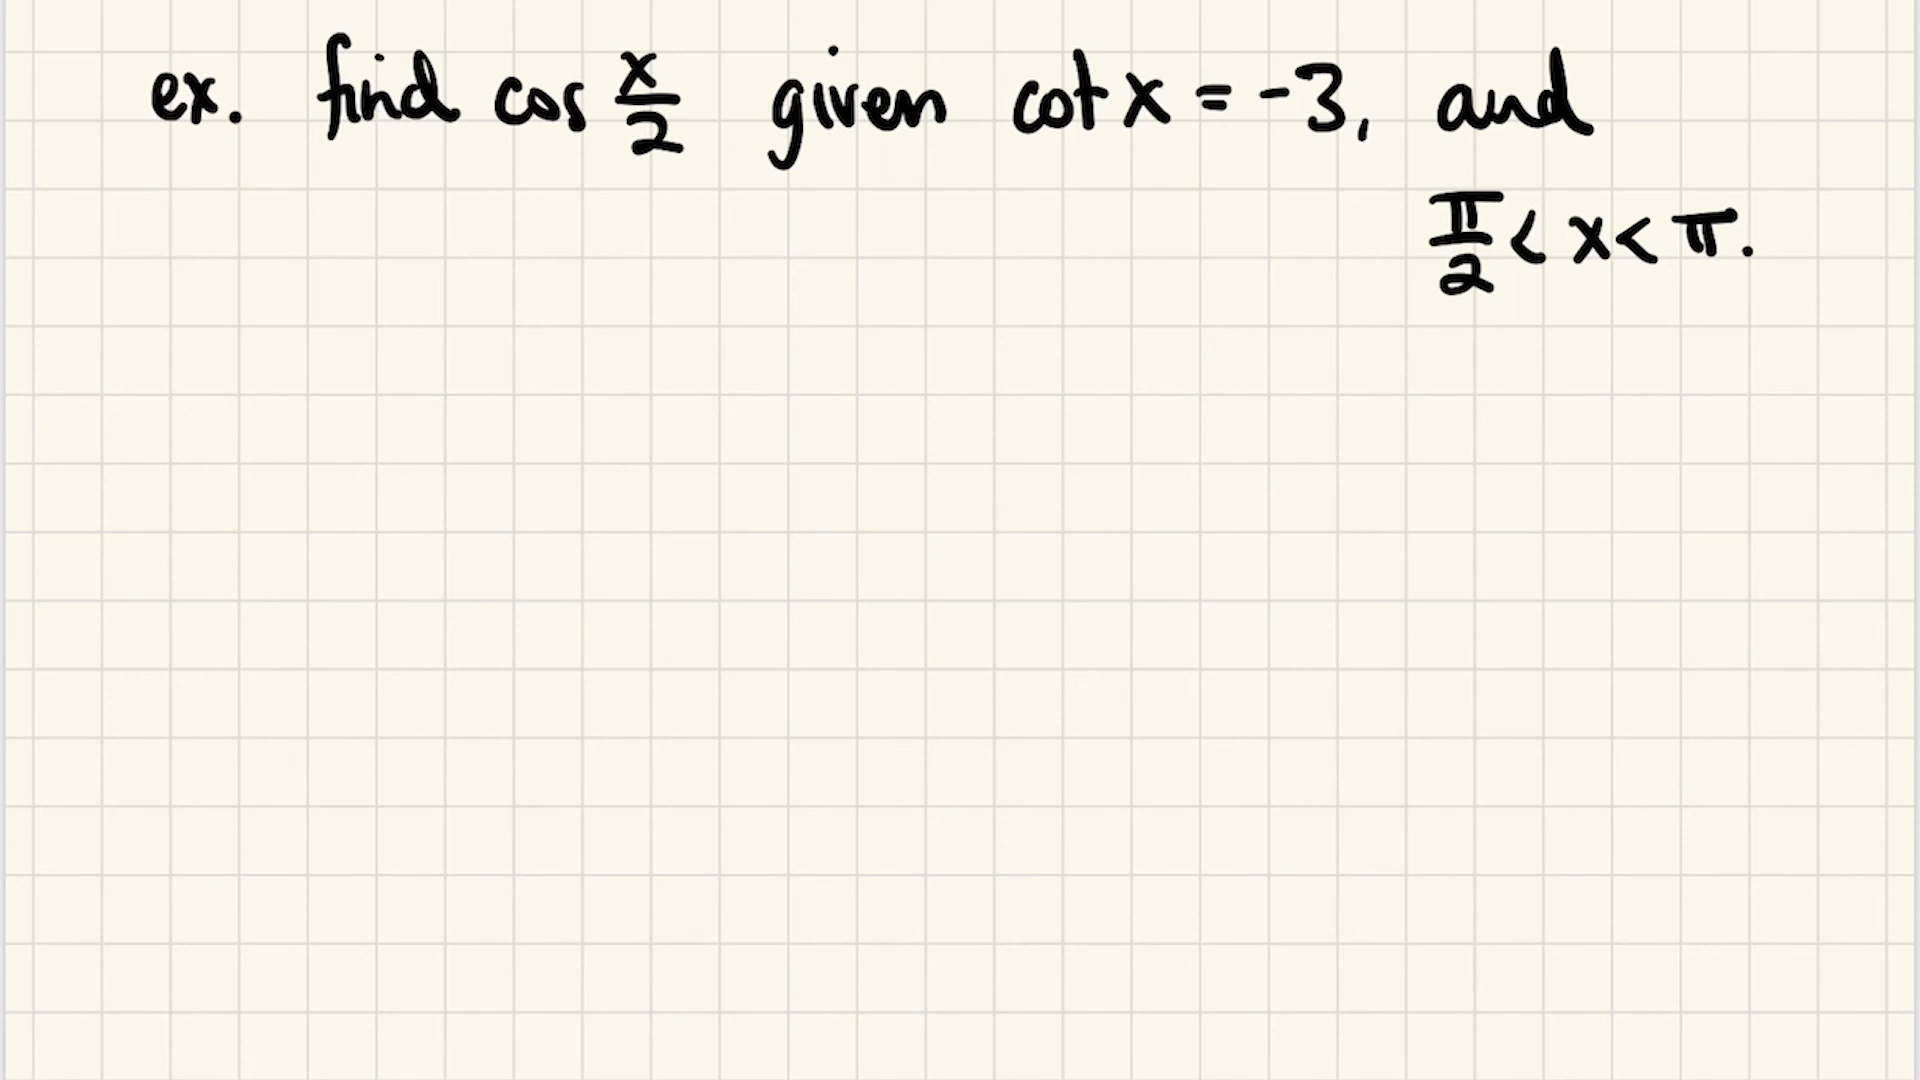 ex. find cos x/2 given cot x = -3, and
π/2 < x < π.